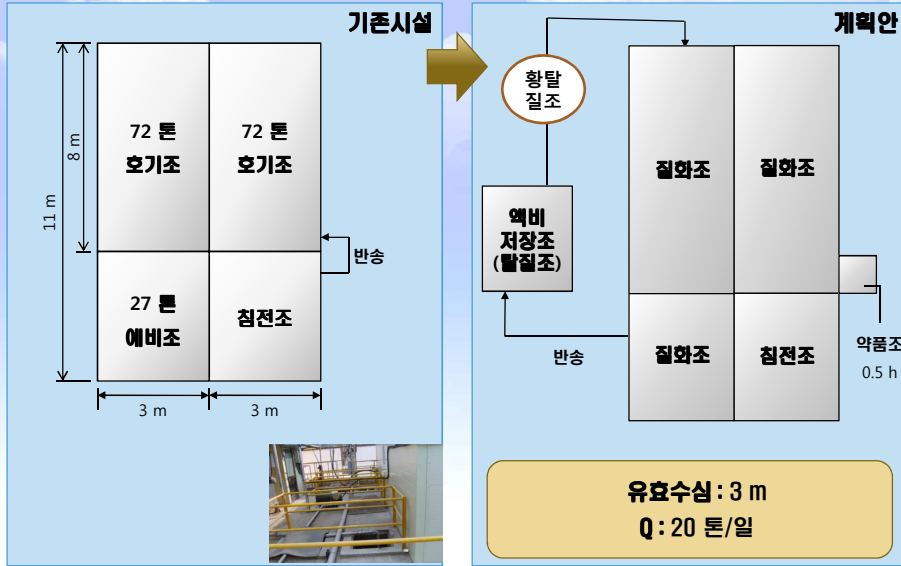 기존시설
72 톤
호기조
72 톤
호기조
8 m
11 m
반송
27 톤
예비조
침전조
3 m
3 m
계획안
황탈
질조
질화조
질화조
액비
저장조
(탈질조)
반송
질화조
침전조
약품조
0.5 h
유효수심 : 3 m
Q : 20 톤/일